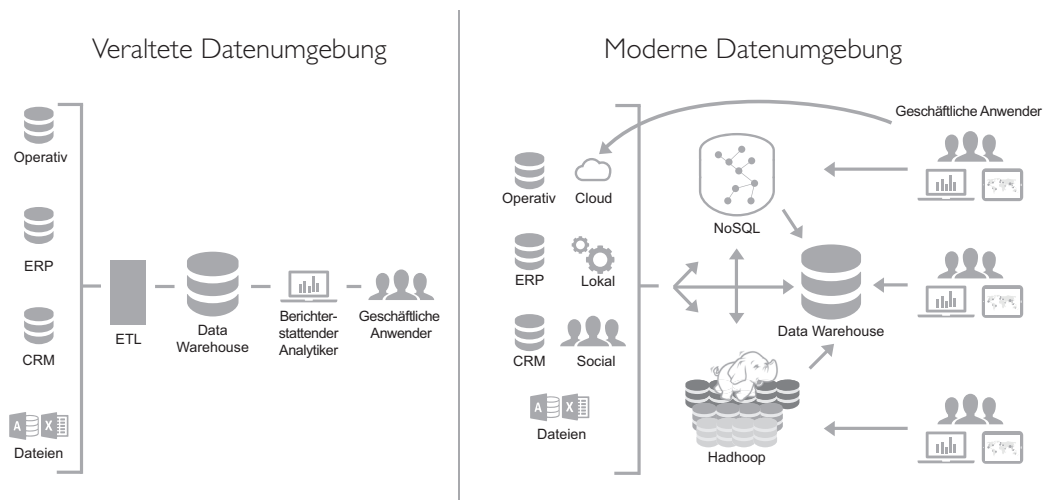 Veraltete Datenumgebung
Operativ
ERP
CRM
A X
Dateien
ETL
Data
Warehouse
Berichter-
stattender
Analytiker
Geschäftliche
Anwender
Moderne Datenumgebung
Geschäftliche Anwender
Operativ
Cloud
NoSQL
ERP
Lokal
Data Warehouse
CRM
Social
A X
Dateien
Hadhoop